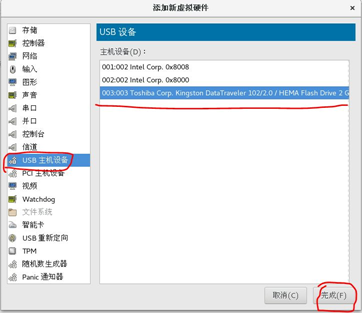 添加新虚拟硬件
存储
控制器
网络
输入
图形
声音
串口
并口
控制台
信道
USB 主机设备
PCI 主机设备
视频
Watchdog
文件系统
智能卡
USB 重新定向
TPM
随机数生成器
Panic 通知器
USB 设备
主机设备(D)：
001:002 Intel Corp. 0x8008
002:002 Intel Corp. 0x8000
003:003 Toshiba Corp. Kingston DataTraveler 102/2.0 / HEMA Flash Drive 2 G
取消(C)
完成(F)